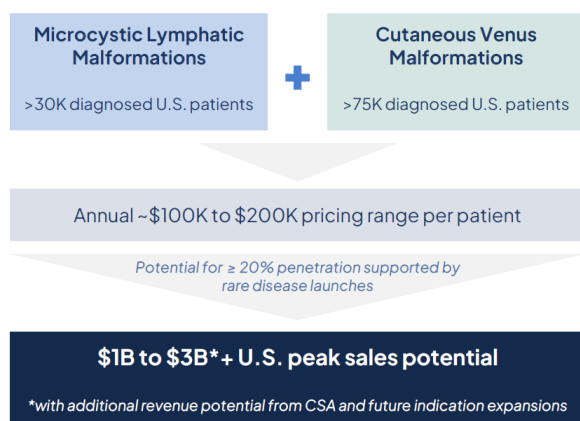 Microcystic Lymphatic
Malformations
>30K diagnosed U.S. patients
+
Cutaneous Venus
Malformations
>75K diagnosed U.S. patients
Annual ~$100K to $200K pricing range per patient
Potential for ≥ 20% penetration supported by
rare disease launches
$1B to $3B*+ U.S. peak sales potential
*with additional revenue potential from CSA and future indication expansions